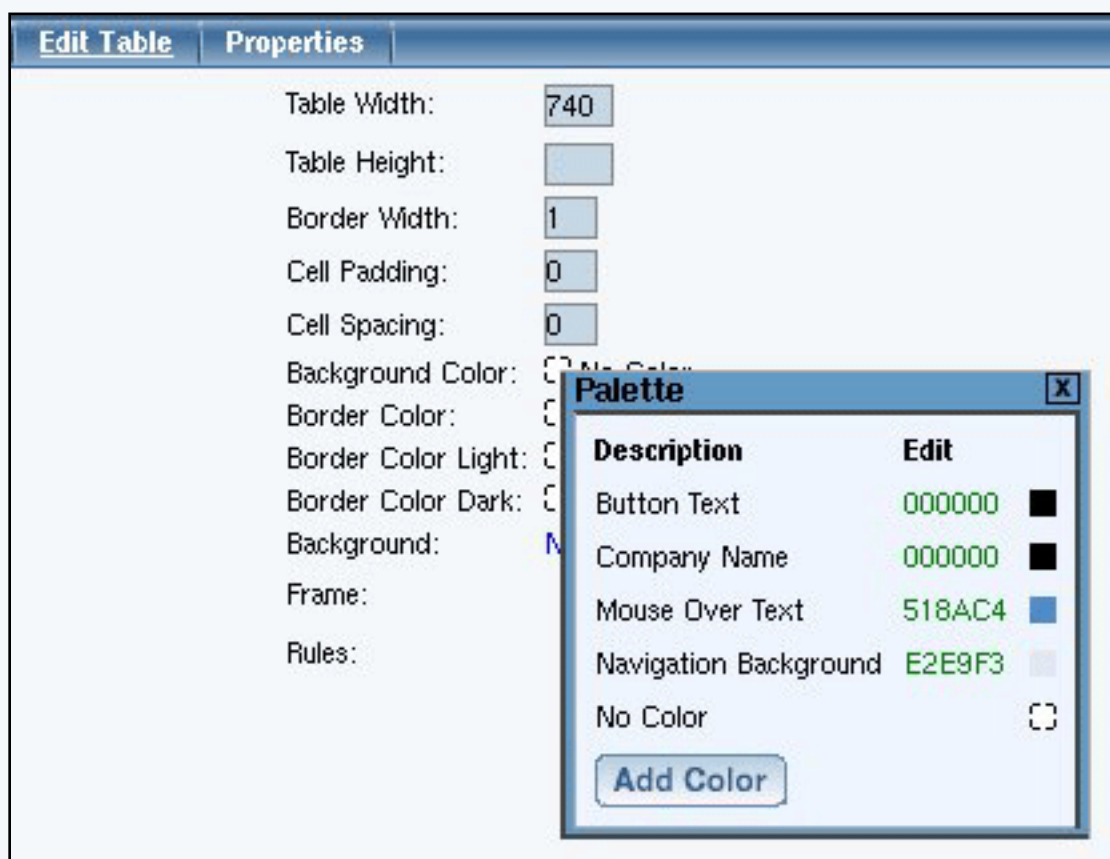 Edit Table Properties
Table Width: 740
Table Height:
Border Width: 1
Cell Padding: 0
Cell Spacing: 0
Background Color: No Color
Border Color:
Border Color Light:
Border Color Dark:
Background:
Frame:
Rules:
Palette X
Description Edit
Button Text 000000
Company Name 000000
Mouse Over Text 518AC4
Navigation Background E2E9F3
No Color
Add Color